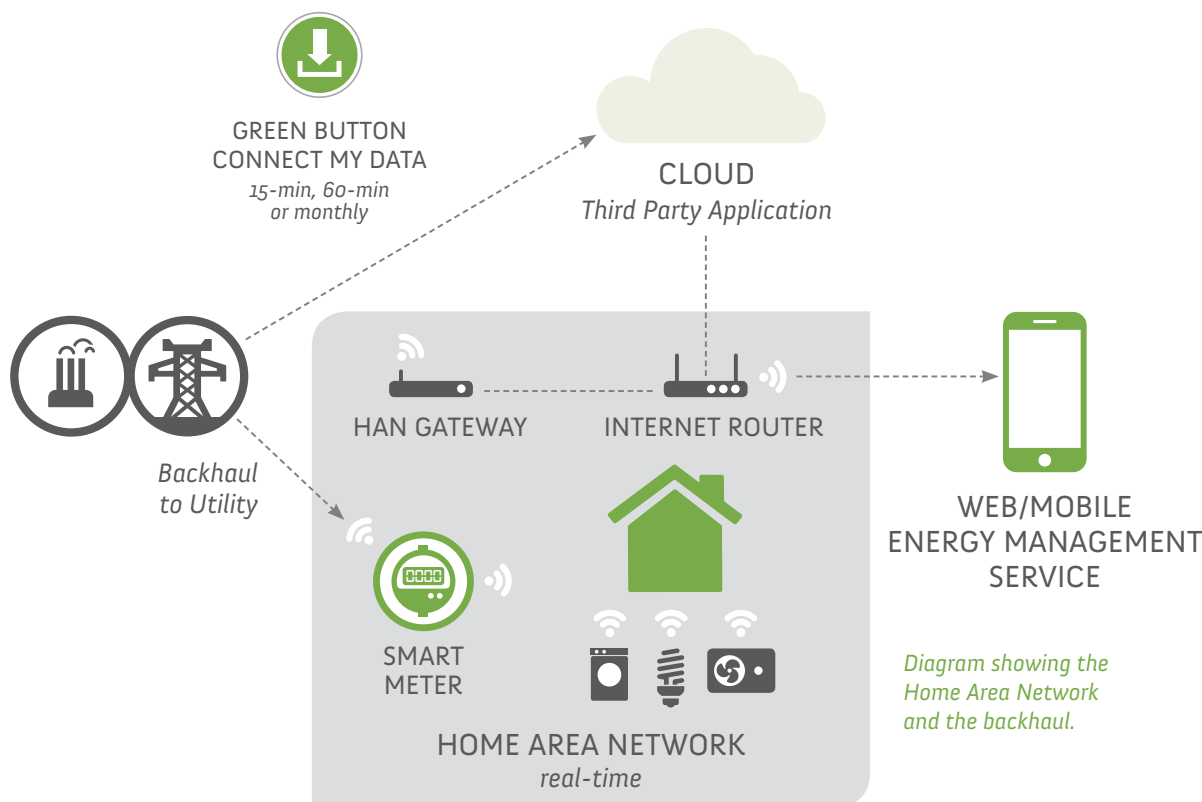 GREEN BUTTON
CONNECT MY DATA
15-min, 60-min
or monthly
CLOUD
Third Party Application
HAN GATEWAY
INTERNET ROUTER
Backhaul
to Utility
WEB/MOBILE
ENERGY MANAGEMENT
SERVICE
0000
SMART
METER
Diagram showing the
Home Area Network
and the backhaul.
HOME AREA NETWORK
real-time